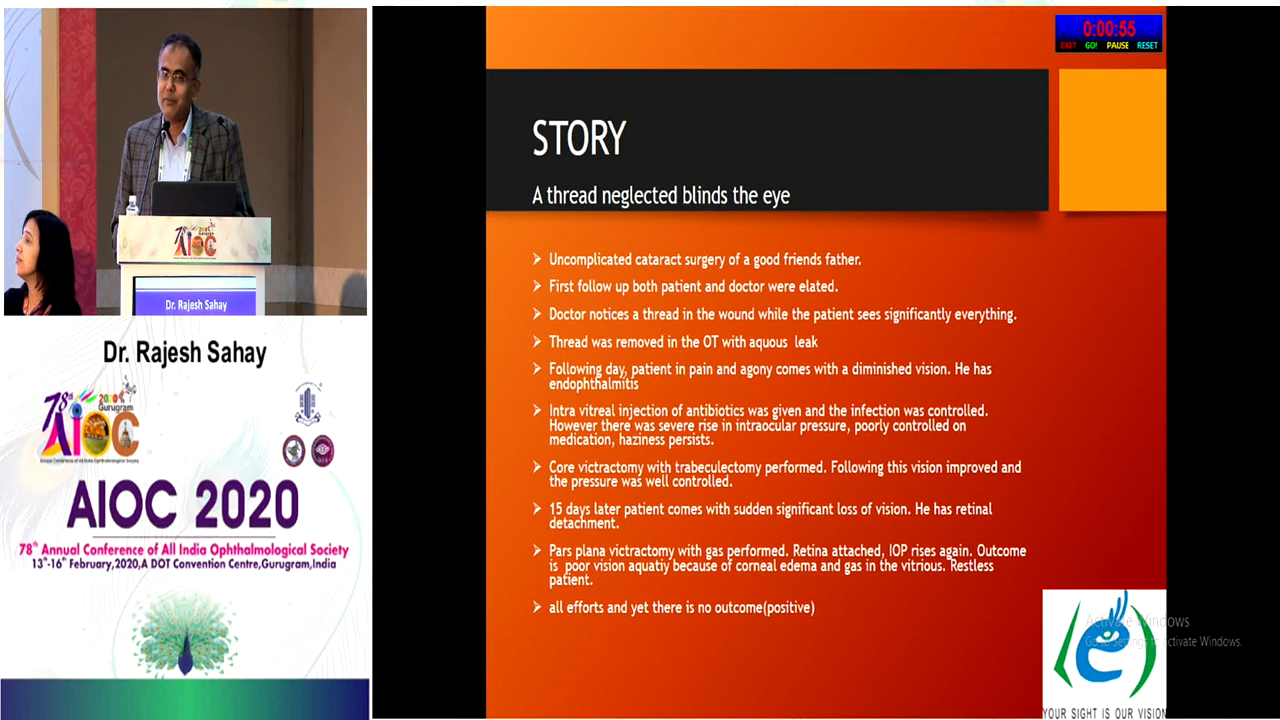 0:00:55
EXIT GO! PAUSE RESET
STORY
A thread neglected blinds the eye
Uncomplicated cataract surgery of a good friends father.
First follow up both patient and doctor were elated.
Doctor notices a thread in the wound while the patient sees significantly everything.
Thread was removed in the OT with aquous leak
Following day, patient in pain and agony comes with a diminished vision. He has
endophthalmitis
Intra vitreal injection of antibiotics was given and the infection was controlled.
However there was severe rise in intraocular pressure, poorly controlled on
medication, haziness persists.
Core victractomy with trabeculectomy performed. Following this vision improved and
the pressure was well controlled.
15 days later patient comes with sudden significant loss of vision. He has retinal
detachment.
Pars plana victractomy with gas performed. Retina attached, IOP rises again. Outcome
is poor vision aquatiy because of corneal edema and gas in the vitrious. Restless
patient.
all efforts and yet there is no outcome(positive)
Activate Windows
Go to Settings to activate Windows.
YOUR SIGHT IS OUR VISION
78th AIOC
Dr. Rajesh Sahay
Dr. Rajesh Sahay
78th 2020
Gurugram
AIOC
AIOC 2020
78th Annual Conference of All India Ophthalmological Society
13th-16th February,2020,A DOT Convention Centre,Gurugram,India